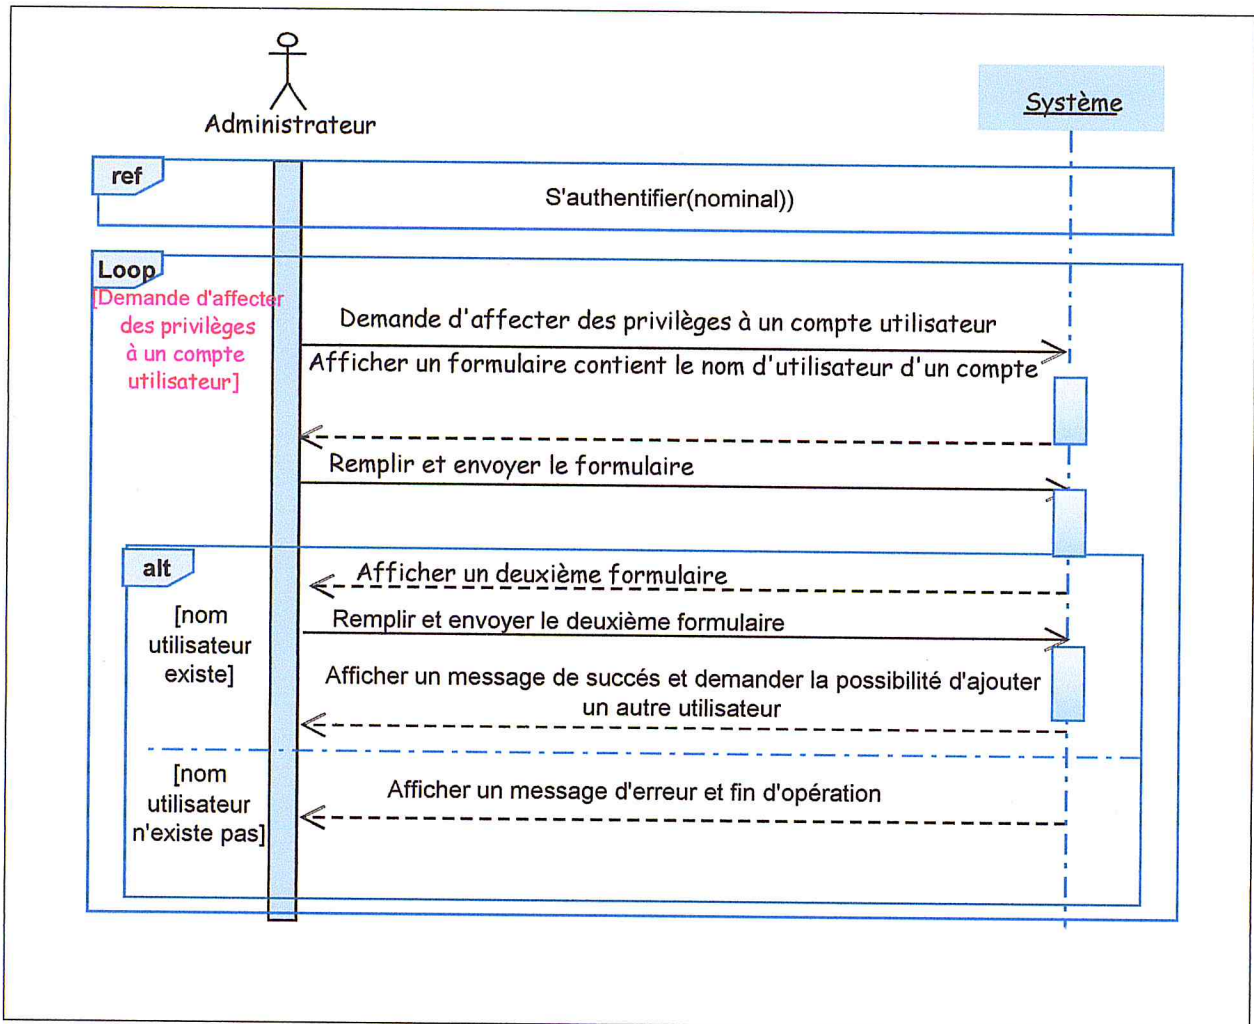 Administrateur
Système
ref
S'authentifier(nominal))
Loop
[Demande d'affecter
des privilèges
à un compte
utilisateur]
Demande d'affecter des privilèges à un compte utilisateur
Afficher un formulaire contient le nom d'utilisateur d'un compte
Remplir et envoyer le formulaire
alt
[nom
utilisateur
existe]
Afficher un deuxième formulaire
Remplir et envoyer le deuxième formulaire
Afficher un message de succés et demander la possibilité d'ajouter
un autre utilisateur
[nom
utilisateur
n'existe pas]
Afficher un message d'erreur et fin d'opération